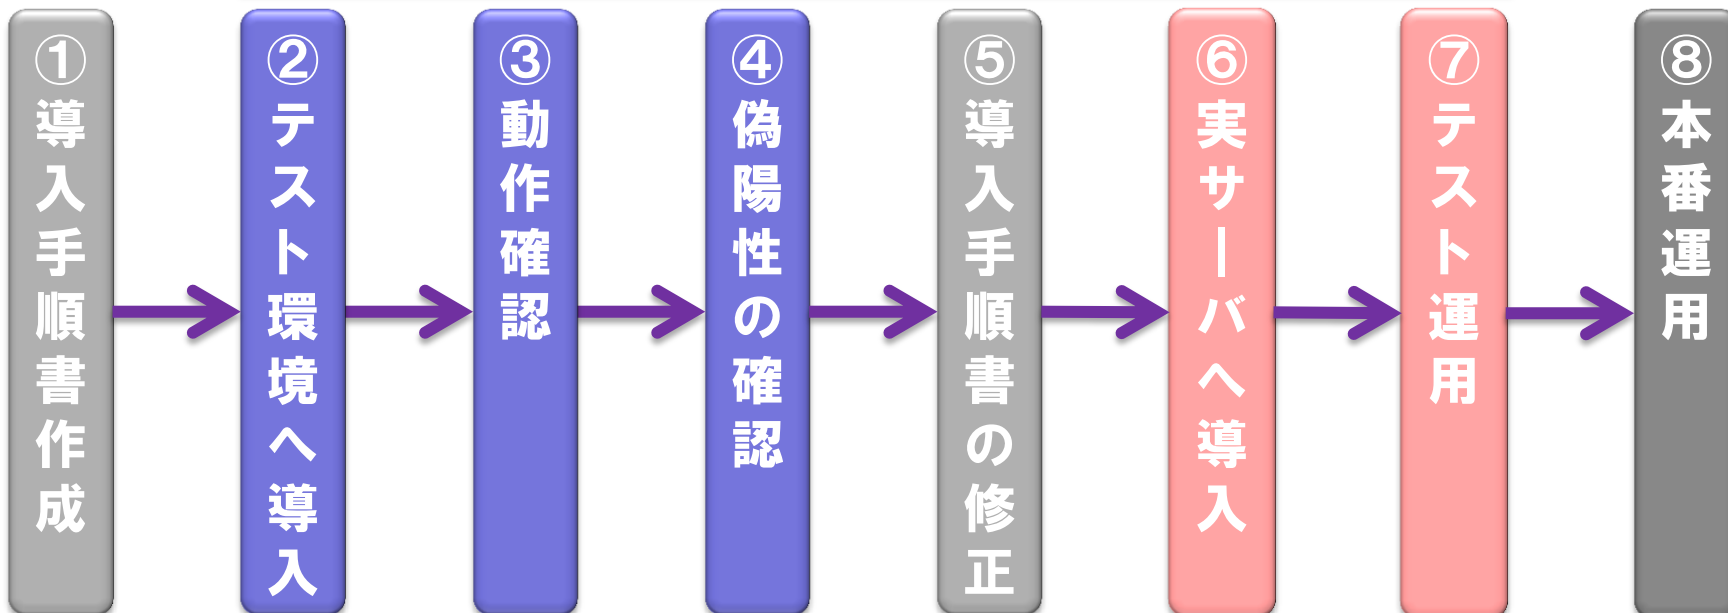 ①導入手順書作成
②テスト環境へ導入
③動作確認
④偽陽性の確認
⑤導入手順書の修正
⑥実サーバへ導入
⑦テスト運用
⑧本番運用